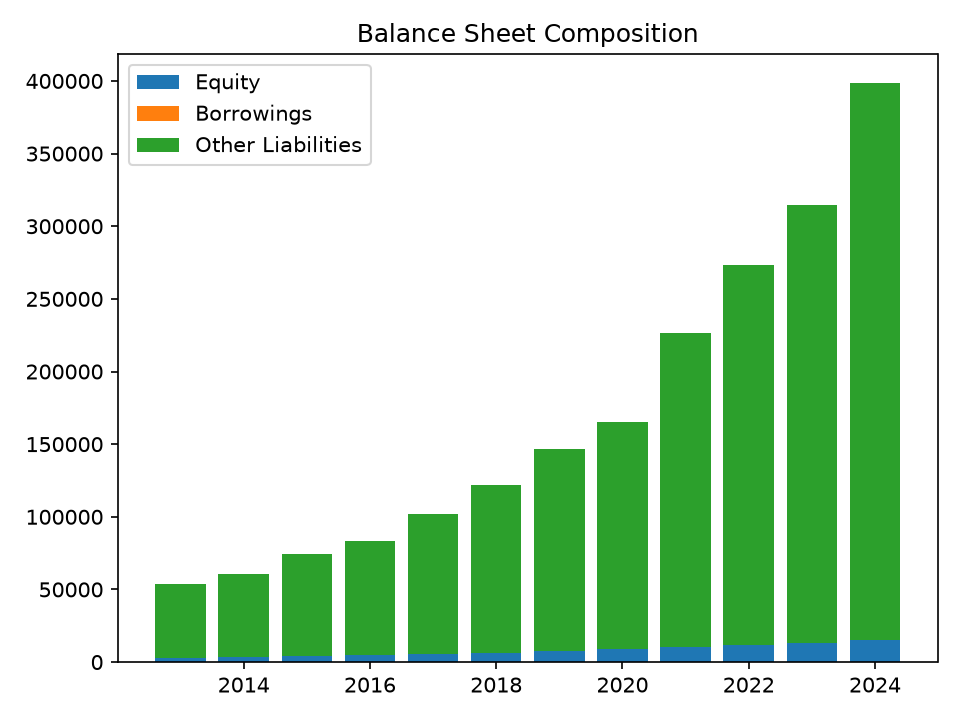 Balance Sheet Composition
Equity
Borrowings
Other Liabilities
400000
350000
300000
250000
200000
150000
100000
50000
0
2014 2016 2018 2020 2022 2024